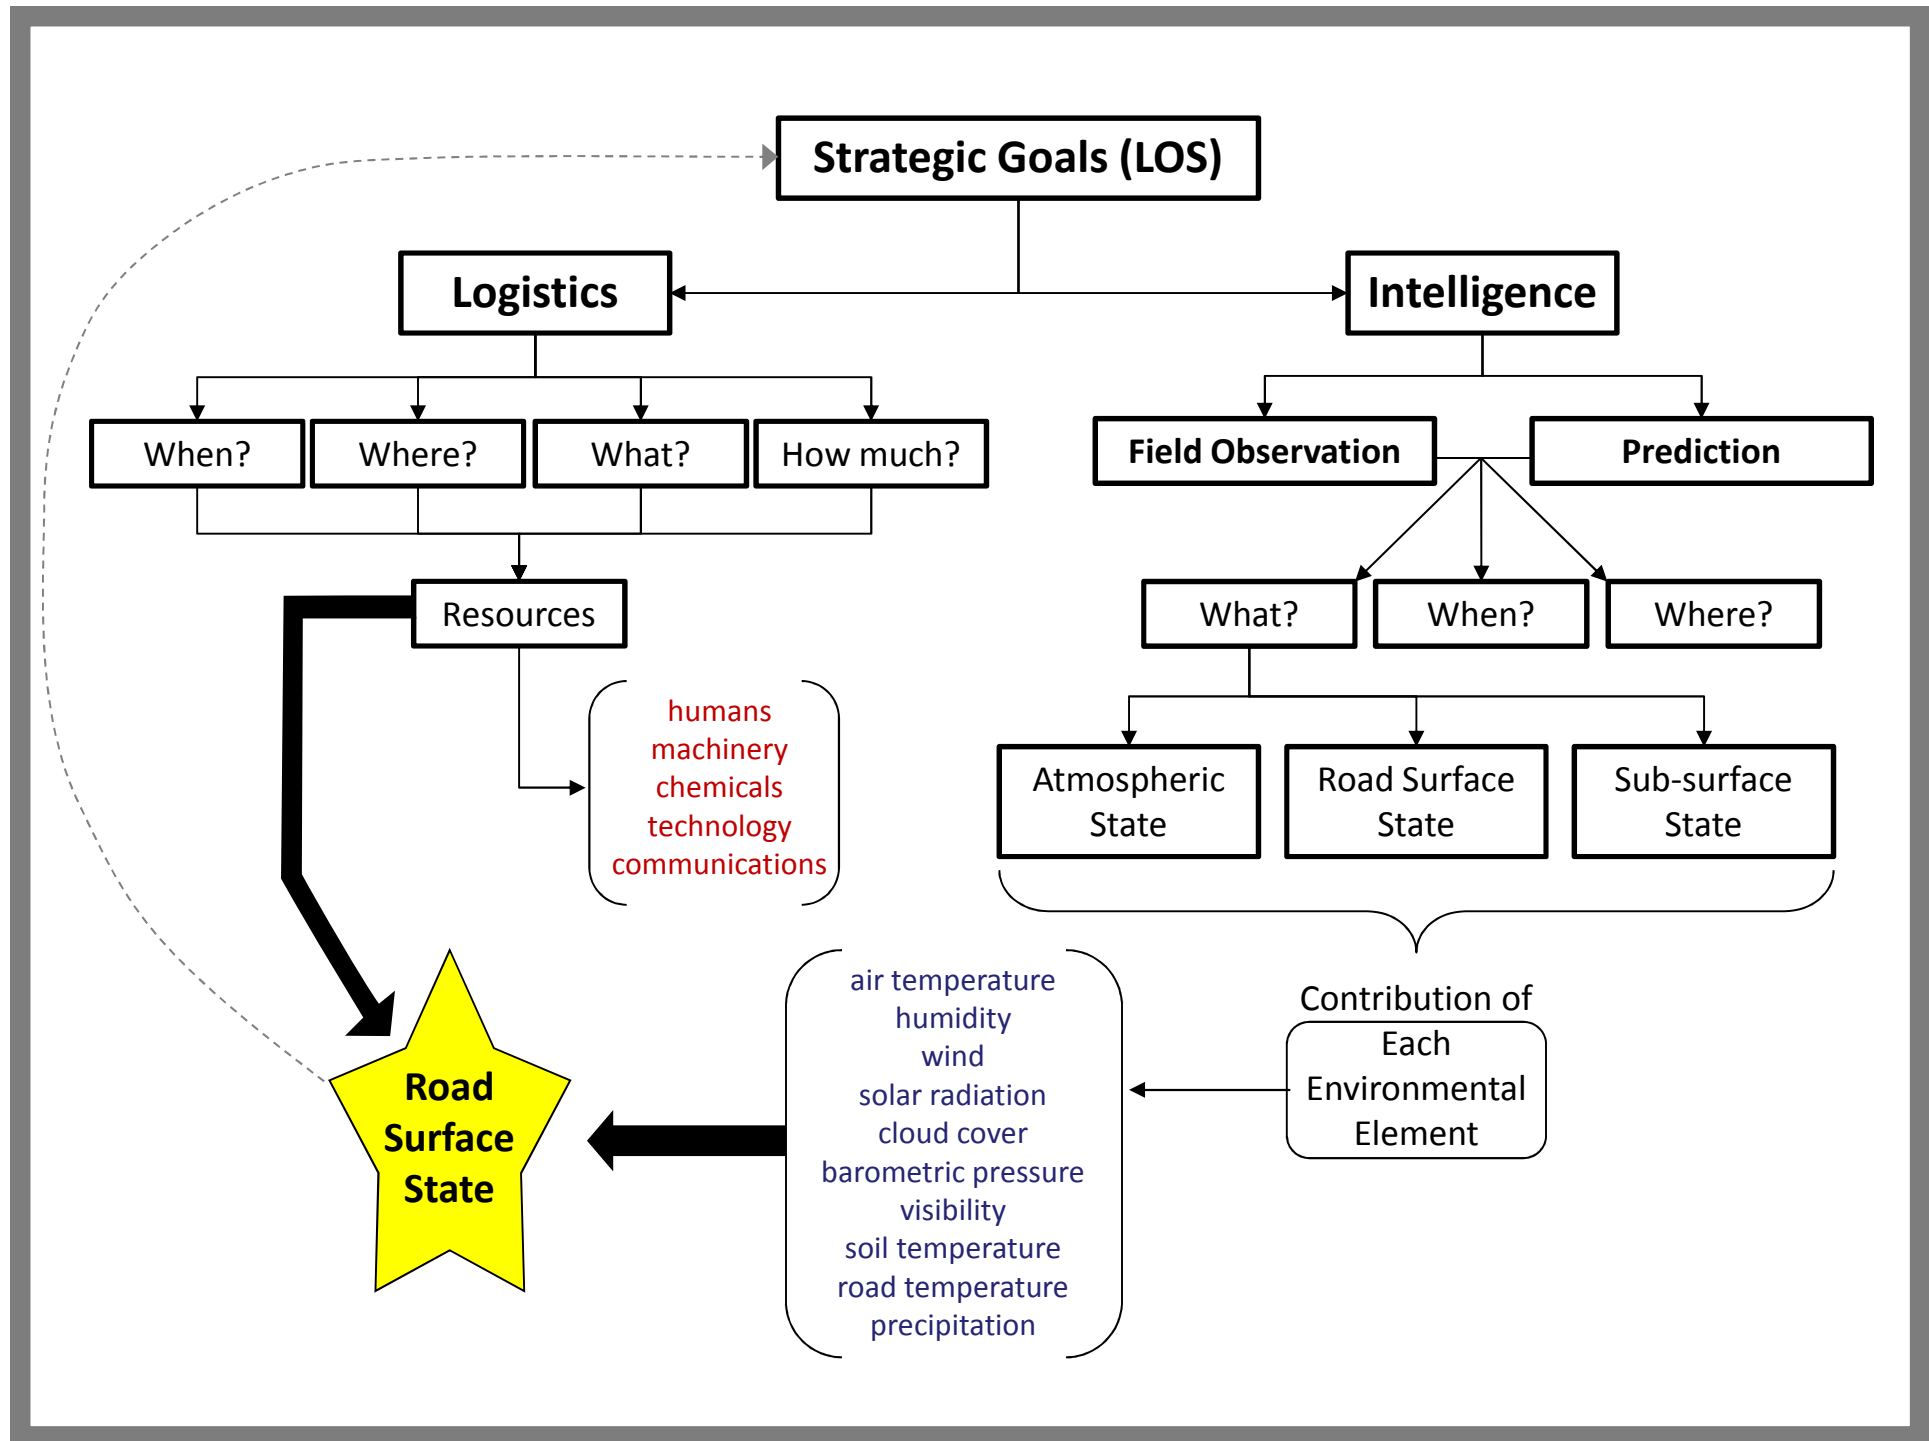 Strategic Goals (LOS)
Logistics
Intelligence
When?
Where?
What?
How much?
Field Observation
Prediction
Resources
What?
When?
Where?
humans
machinery
chemicals
technology
communications
Atmospheric
State
Road Surface
State
Sub-surface
State
Contribution of
Each
Environmental
Element
air temperature
humidity
wind
solar radiation
cloud cover
barometric pressure
visibility
soil temperature
road temperature
precipitation
Road
Surface
State